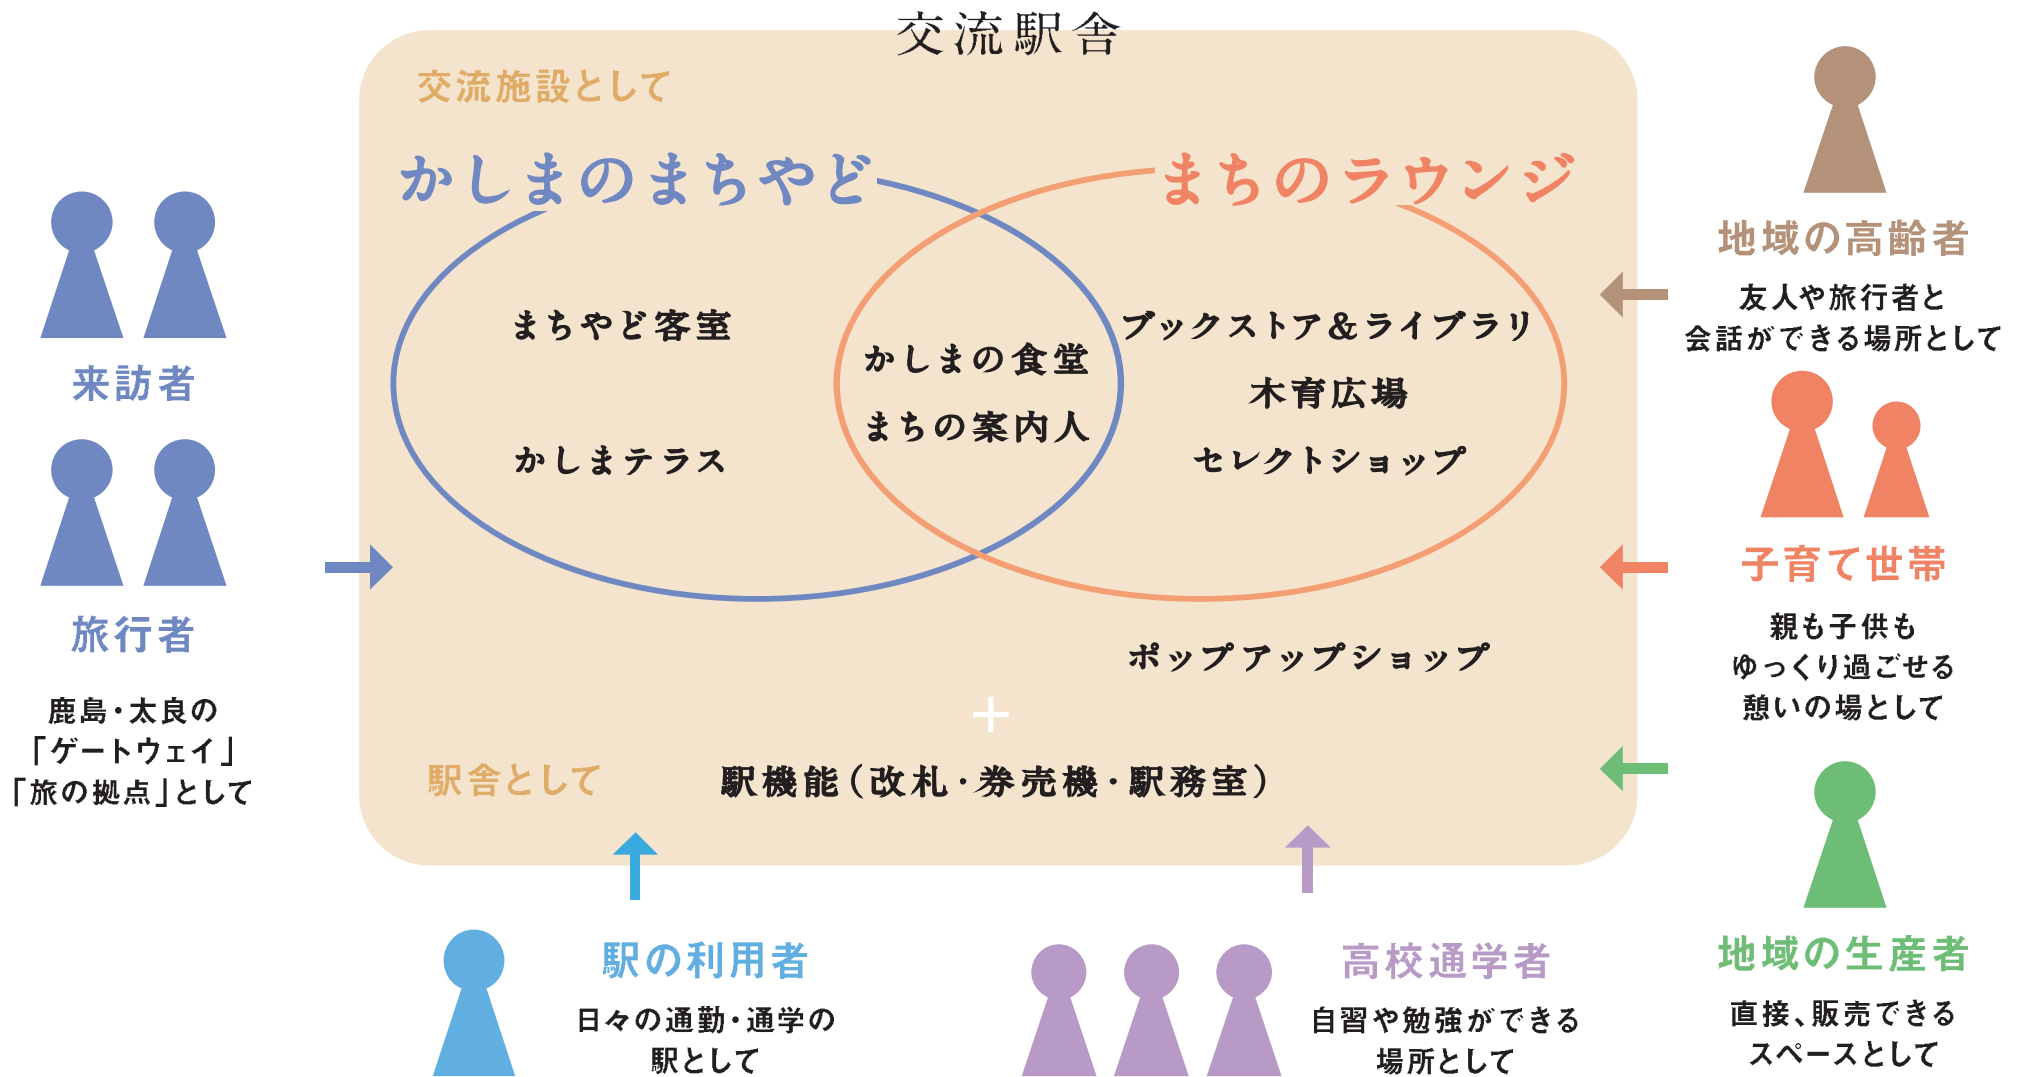 交流駅舎
交流施設として
かしまのまちやど
まちのラウンジ
まちやど客室
かしまテラス
かしまの食堂
まちの案内人
ブックストア&ライブラリ
木育広場
セレクトショップ
ポップアップショップ
+
駅舎として
駅機能(改札・券売機・駅務室)
来訪者
旅行者
鹿島・太良の
「ゲートウェイ」
「旅の拠点」として
地域の高齢者
友人や旅行者と
会話ができる場所として
子育て世帯
親も子供も
ゆっくり過ごせる
憩いの場として
地域の生産者
直接、販売できる
スペースとして
駅の利用者
日々の通勤・通学の
駅として
高校通学者
自習や勉強ができる
場所として